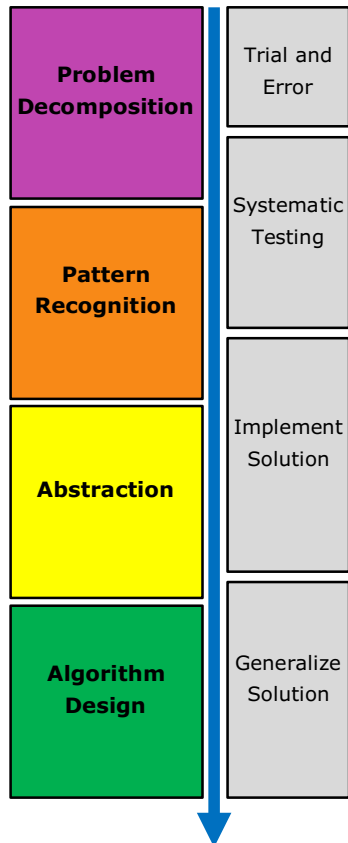 Problem
Decomposition
Pattern
Recognition
Abstraction
Algorithm
Design
Trial and
Error
Systematic
Testing
Implement
Solution
Generalize
Solution